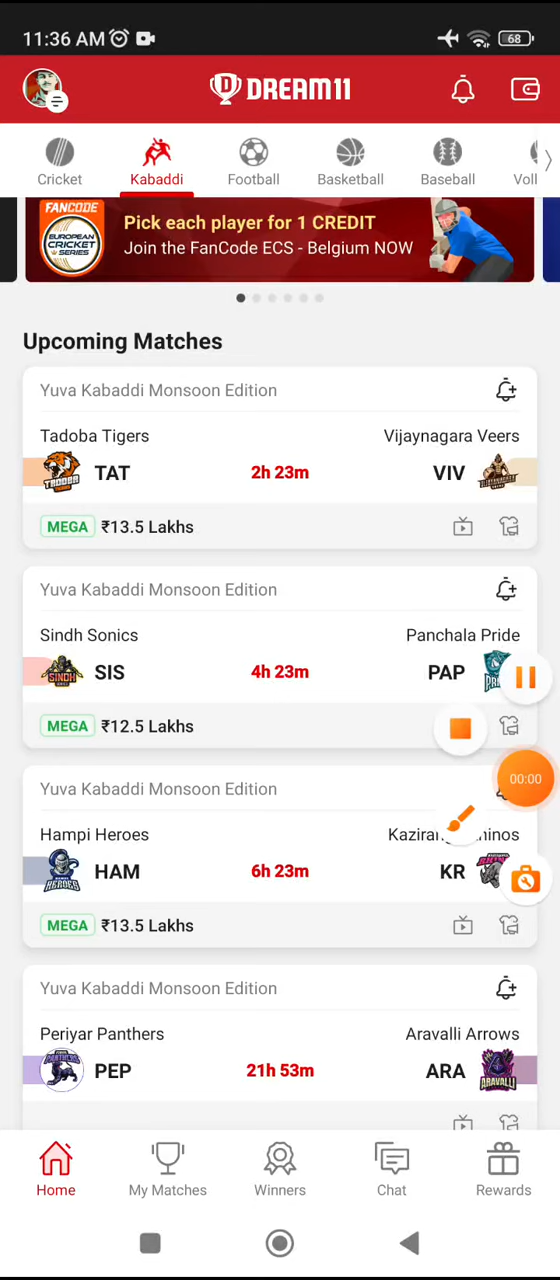 11:36 AM
68
DREAM11
Cricket Kabaddi Football Basketball Baseball Voll
FANCODE
EUROPEAN
CRICKET
SERIES
Pick each player for 1 CREDIT
Join the FanCode ECS - Belgium NOW
Upcoming Matches
Yuva Kabaddi Monsoon Edition
Tadoba Tigers Vijaynagara Veers
TAT 2h 23m VIV
MEGA ₹13.5 Lakhs
Yuva Kabaddi Monsoon Edition
Sindh Sonics Panchala Pride
SINDH SIS 4h 23m PAP
MEGA ₹12.5 Lakhs
00:00
Yuva Kabaddi Monsoon Edition
Hampi Heroes
HEROES HAM 6h 23m KR
MEGA ₹13.5 Lakhs
Yuva Kabaddi Monsoon Edition
Periyar Panthers Aravalli Arrows
PEP 21h 53m ARA ARAVALLI
Home My Matches Winners Chat Rewards